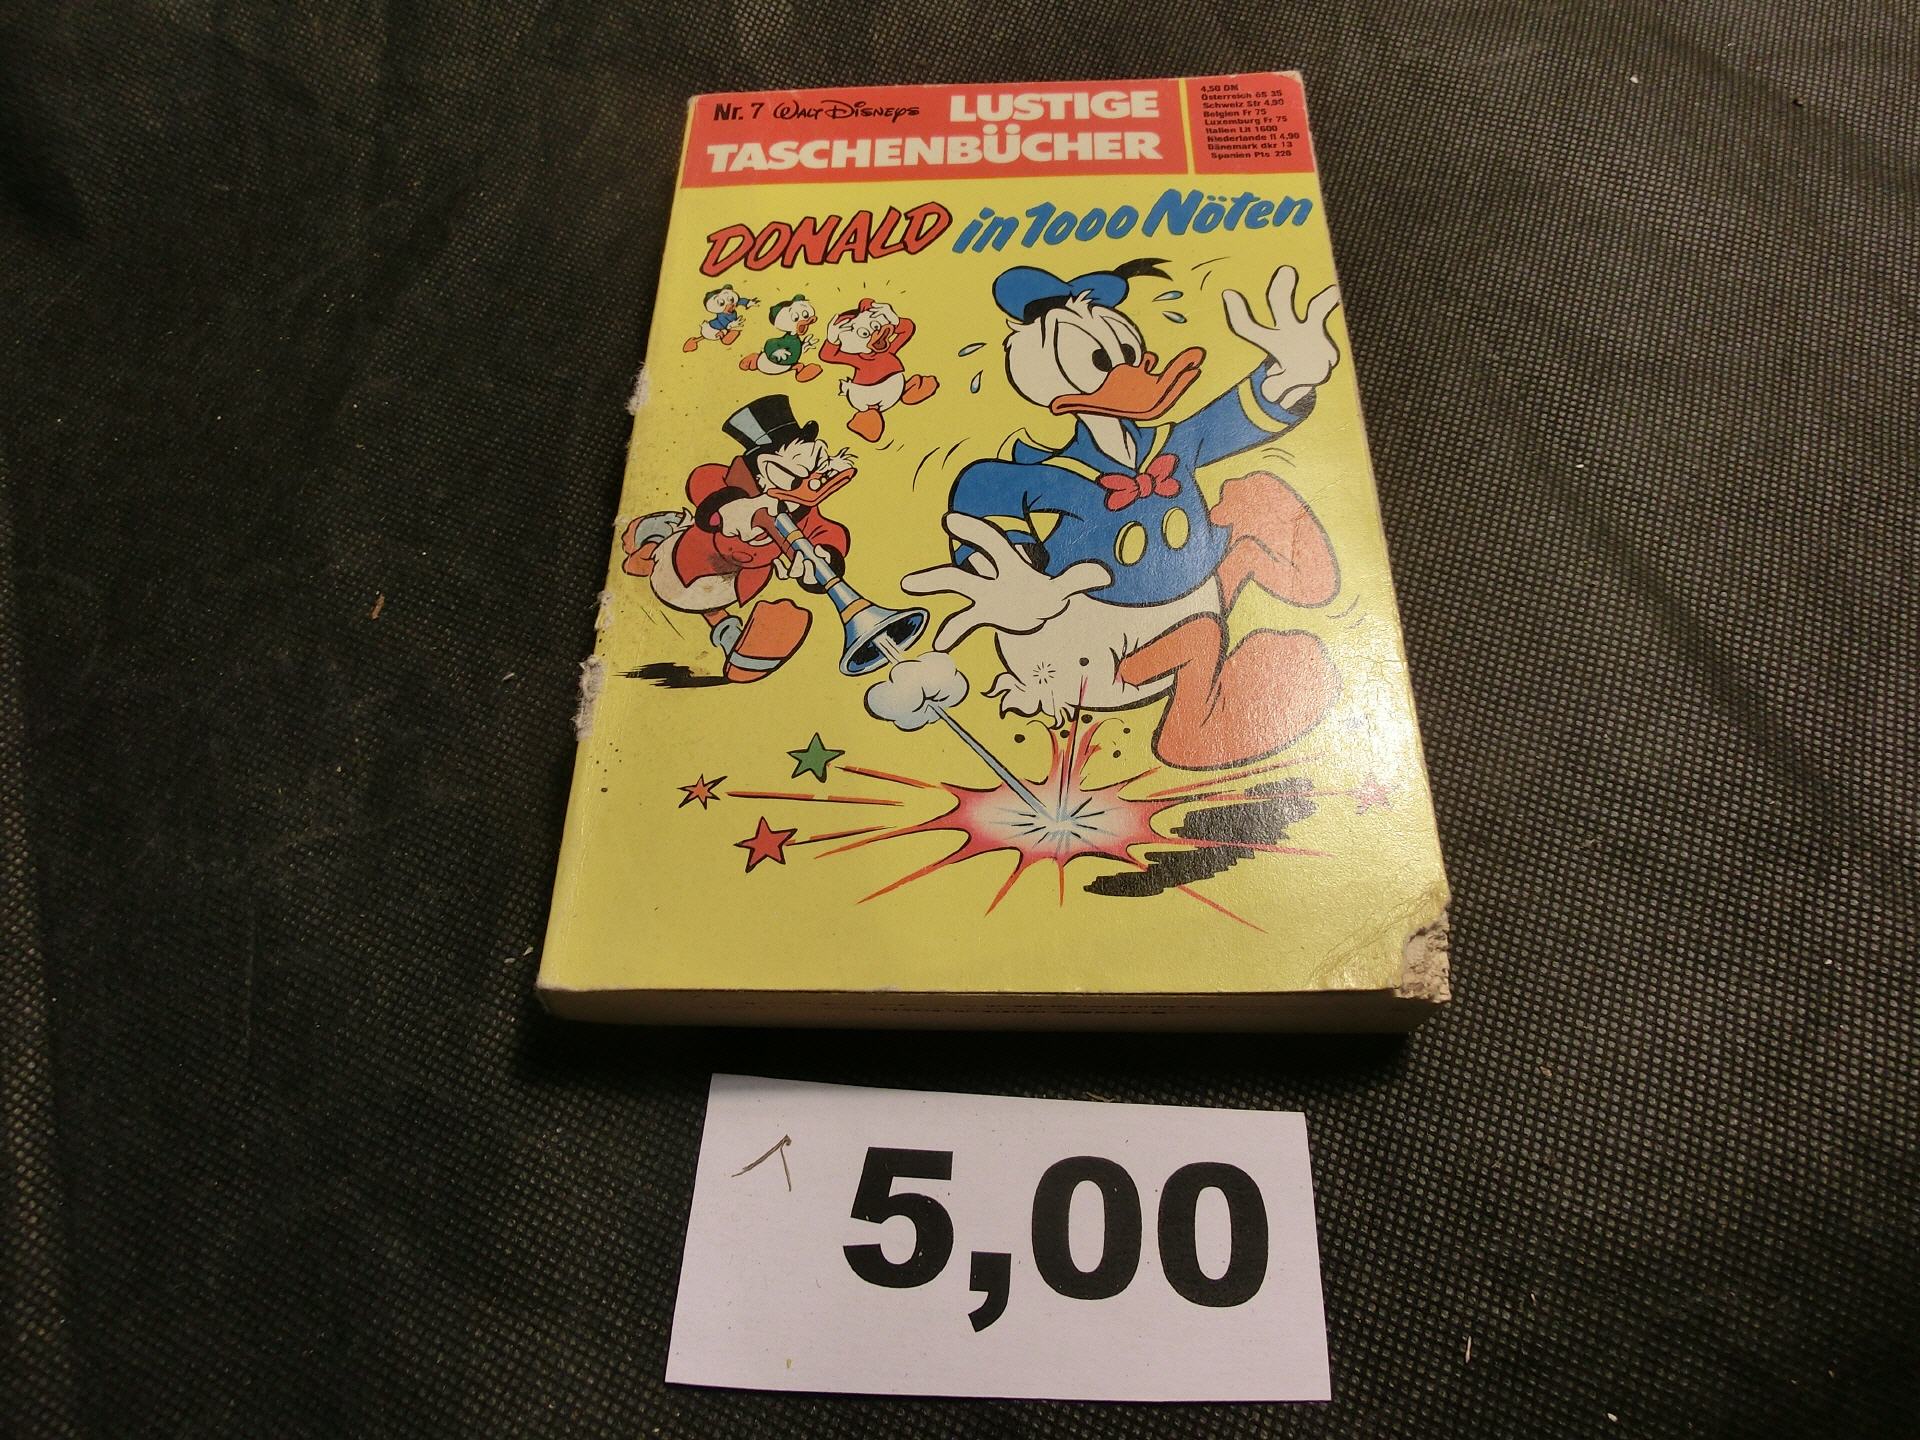 Nr. 7 Walt Disneys LUSTIGE
TASCHENBÜCHER
4,50 DM
Österreich öS 35
Schweiz Sfr 4,90
Belgien Fr 75
Luxemburg Fr 75
Italien Lit 1600
Niederlande fl 4,90
Dänemark dkr 13
Spanien Pts 220
DONALD in 1000 Nöten
5,00